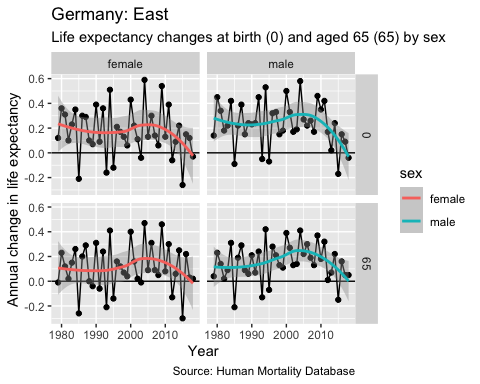 Germany: East
Life expectancy changes at birth (0) and aged 65 (65) by sex
female
male
0.6
0.4
0.2
0.0
-0.2
0
0.6
0.4
0.2
0.0
-0.2
65
Annual change in life expectancy
1980 1990 2000 2010
1980 1990 2000 2010
Year
sex
female
male
Source: Human Mortality Database